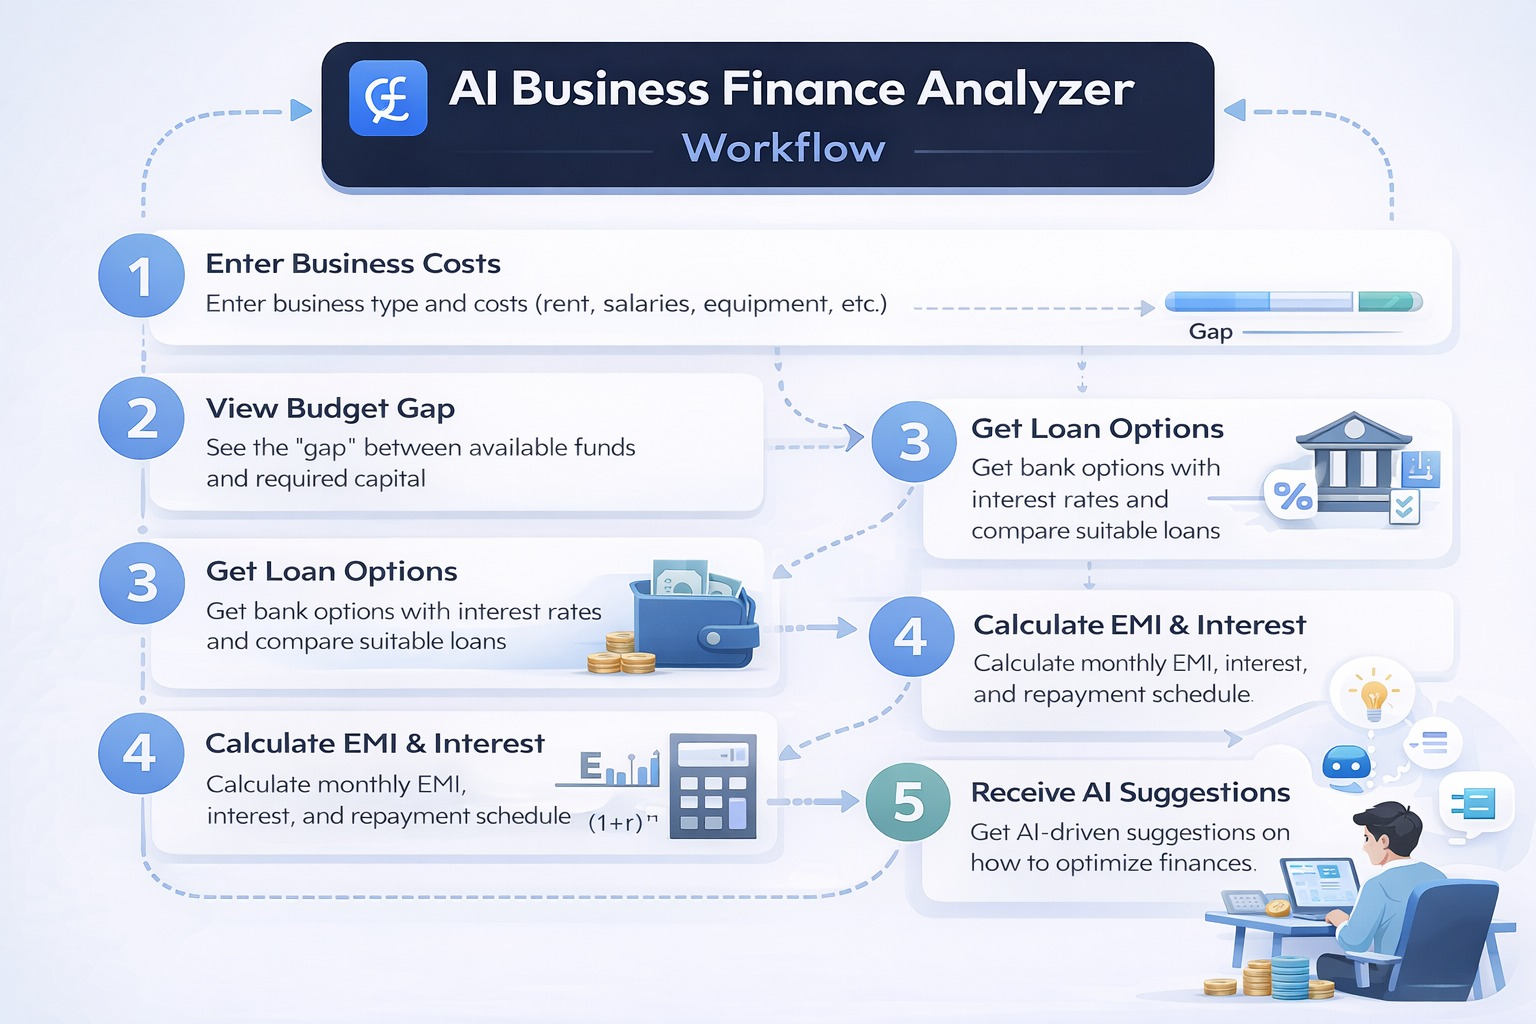 AI Business Finance Analyzer
Workflow
1
Enter Business Costs
Enter business type and costs (rent, salaries, equipment, etc.)
Gap
2
View Budget Gap
See the "gap" between available funds
and required capital
3
Get Loan Options
Get bank options with
interest rates and
compare suitable loans
%
3
Get Loan Options
Get bank options with interest rates
and compare suitable loans
4
Calculate EMI & Interest
Calculate monthly EMI, interest,
and repayment schedule.
4
Calculate EMI & Interest
Calculate monthly EMI,
interest, and repayment schedule
E
(1+r)ⁿ
5
Receive AI Suggestions
Get AI-driven suggestions on
how to optimize finances.